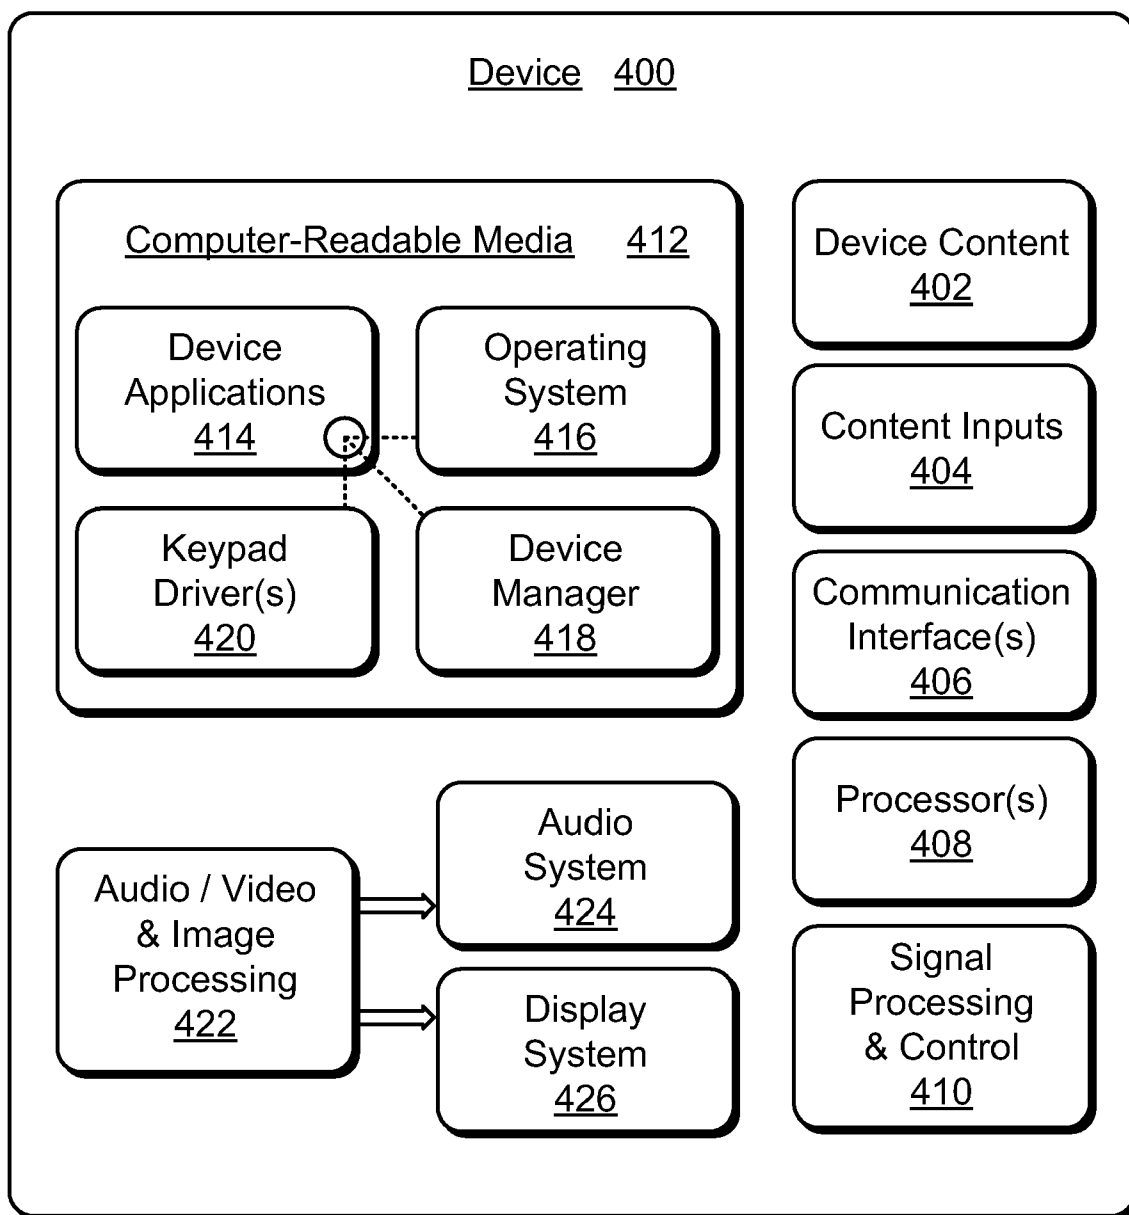 Device 400
Computer-Readable Media 412
Device
Applications
414
Operating
System
416
Keypad
Driver(s)
420
Device
Manager
418
Device Content
402
Content Inputs
404
Communication
Interface(s)
406
Processor(s)
408
Signal
Processing
& Control
410
Audio / Video
& Image
Processing
422
Audio
System
424
Display
System
426